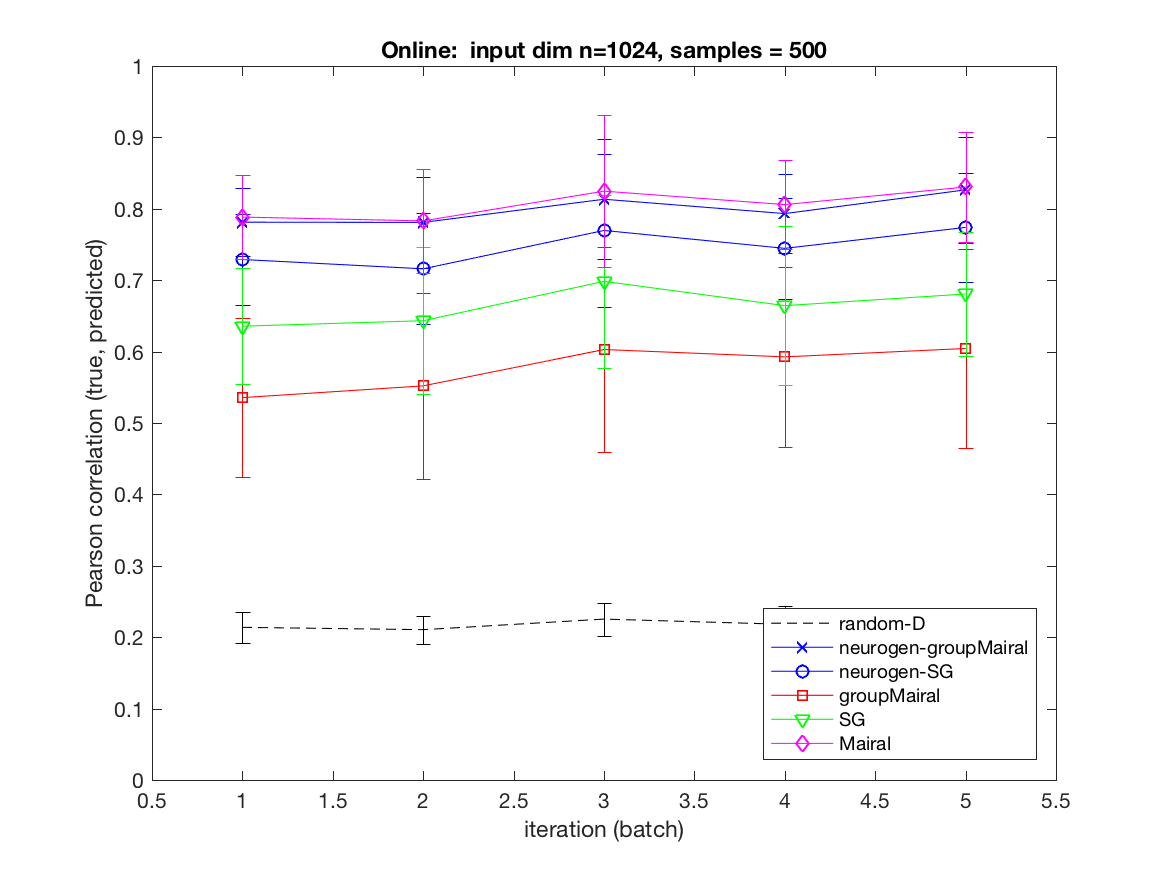 Online:  input dim n=1024, samples = 500
Pearson correlation (true, predicted)
1
0.9
0.8
0.7
0.6
0.5
0.4
0.3
0.2
0.1
0
random-D
neurogen-groupMairal
neurogen-SG
groupMairal
SG
Mairal
0.5 1 1.5 2 2.5 3 3.5 4 4.5 5 5.5
iteration (batch)